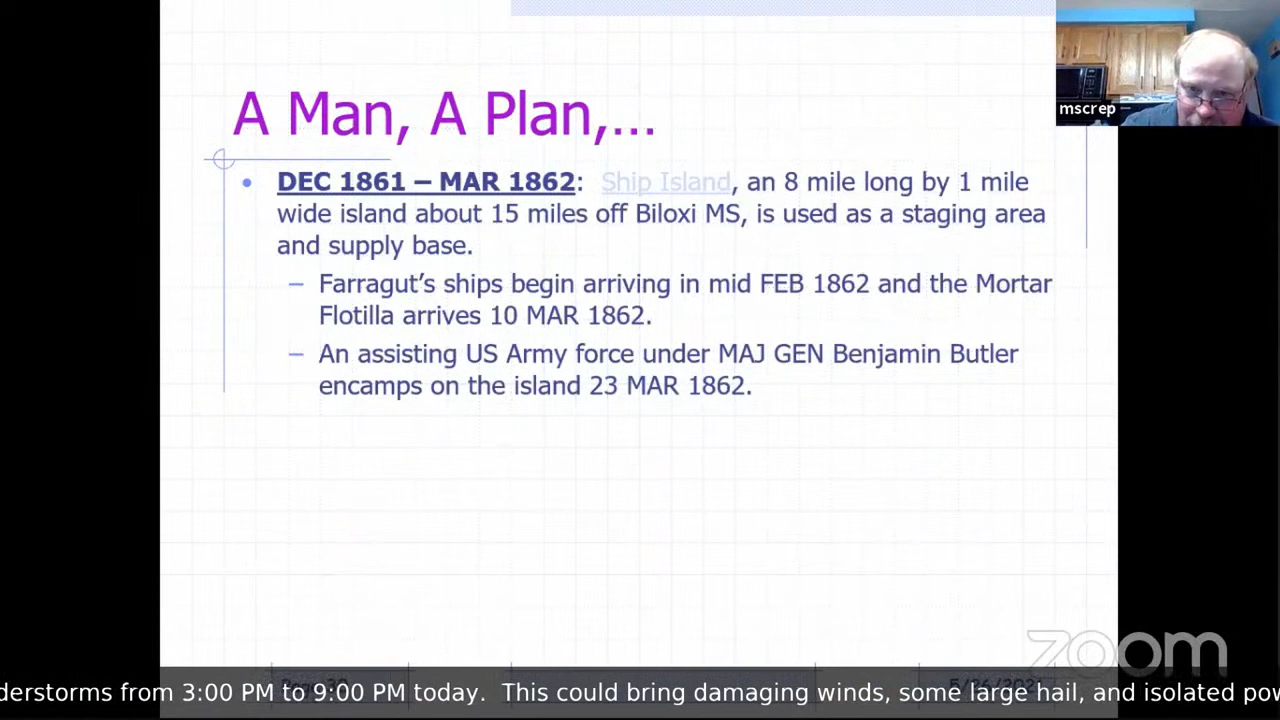 A Man, A Plan,...
mscrep
• DEC 1861 – MAR 1862: Ship Island, an 8 mile long by 1 mile
wide island about 15 miles off Biloxi MS, is used as a staging area
and supply base.
– Farragut's ships begin arriving in mid FEB 1862 and the Mortar
Flotilla arrives 10 MAR 1862.
– An assisting US Army force under MAJ GEN Benjamin Butler
encamps on the island 23 MAR 1862.
zoom
derstorms from 3:00 PM to 9:00 PM today. This could bring damaging winds, some large hail, and isolated pow